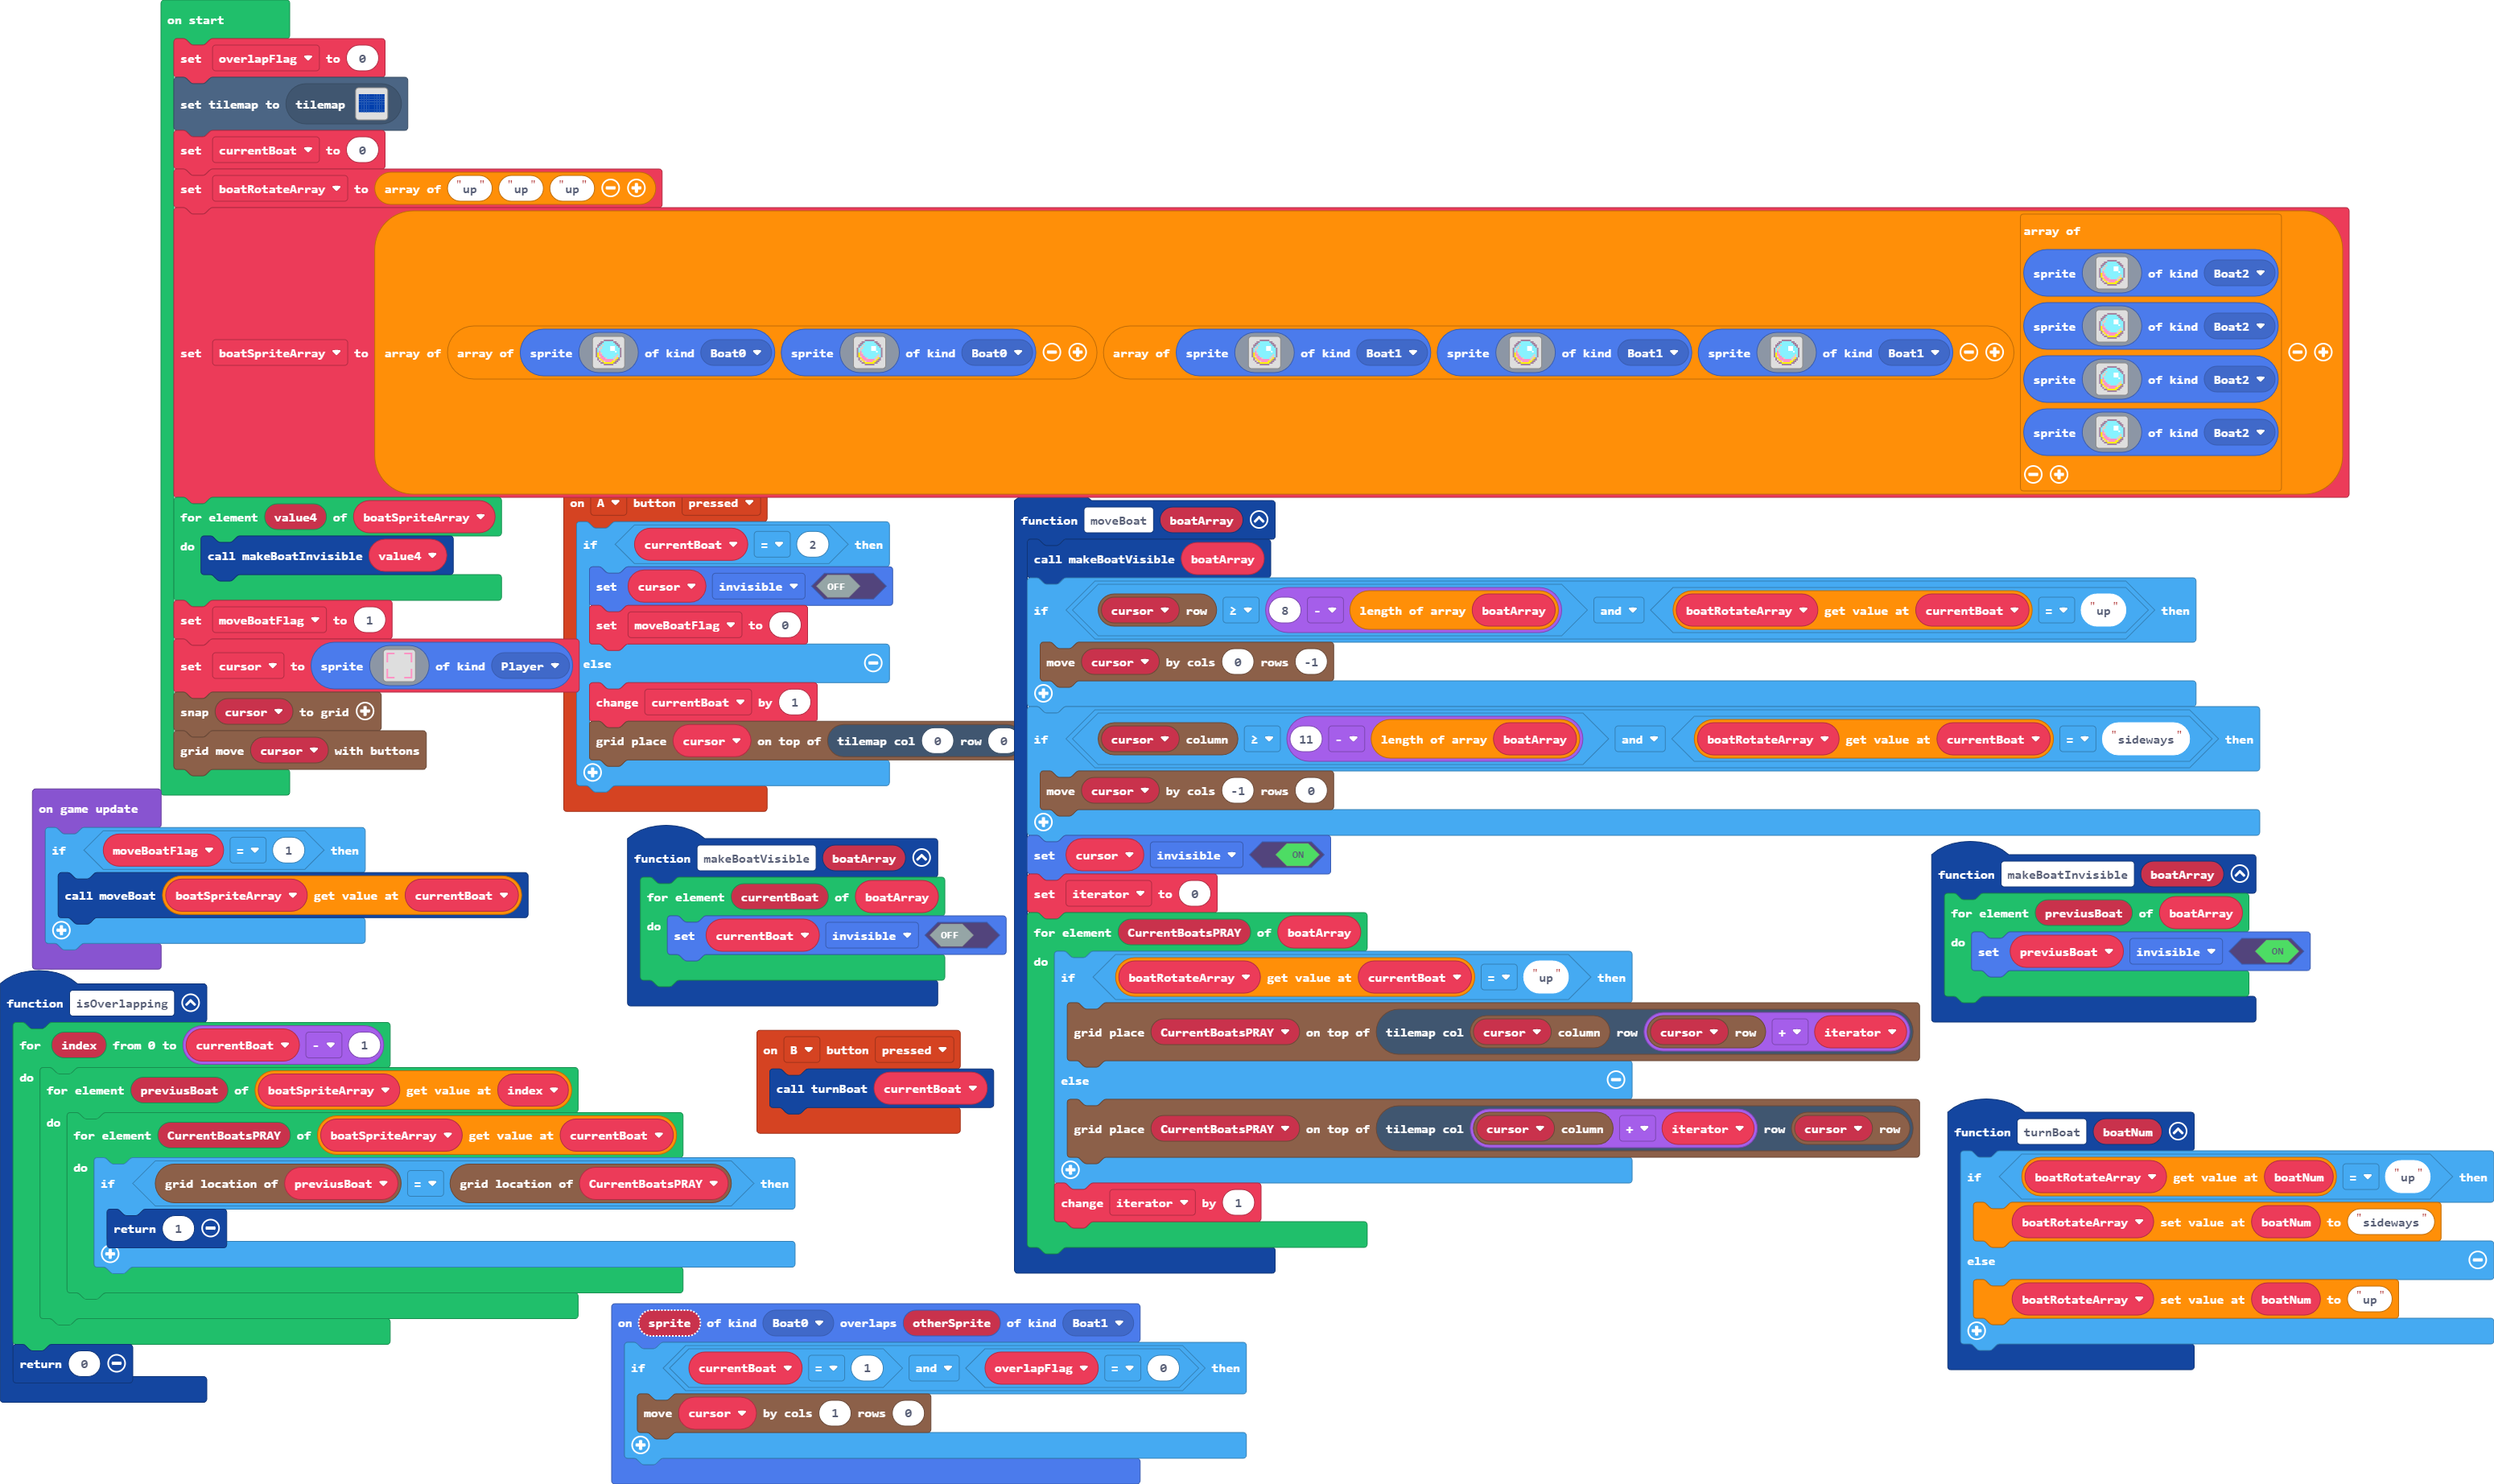 on start
set overlapFlag to 0
set tilemap to tilemap
set currentBoat to 0
set boatRotateArray to array of "up" "up" "up"
set boatSpriteArray to array of array of sprite of kind Boat0 sprite of kind Boat0 array of sprite of kind Boat1 sprite of kind Boat1 sprite of kind Boat1
array of
sprite of kind Boat2
sprite of kind Boat2
sprite of kind Boat2
sprite of kind Boat2
for element value4 of boatSpriteArray
do call makeBoatInvisible value4
set moveBoatFlag to 1
set cursor to sprite of kind Player
snap cursor to grid
grid move cursor with buttons
on A button pressed
if currentBoat = 2 then
set cursor invisible OFF
set moveBoatFlag to 0
else
change currentBoat by 1
grid place cursor on top of tilemap col 0 row 0
function moveBoat boatArray
call makeBoatVisible boatArray
if cursor row ≥ 8 - length of array boatArray and boatRotateArray get value at currentBoat = "up" then
move cursor by cols 0 rows -1
if cursor column ≥ 11 - length of array boatArray and boatRotateArray get value at currentBoat = "sideways" then
move cursor by cols -1 rows 0
set cursor invisible ON
set iterator to 0
for element CurrentBoatsPRAY of boatArray
do
if boatRotateArray get value at currentBoat = "up" then
grid place CurrentBoatsPRAY on top of tilemap col cursor column row cursor row + iterator
else
grid place CurrentBoatsPRAY on top of tilemap col cursor column + iterator row cursor row
change iterator by 1
on game update
if moveBoatFlag = 1 then
call moveBoat boatSpriteArray get value at currentBoat
function makeBoatVisible boatArray
for element currentBoat of boatArray
do set currentBoat invisible OFF
function makeBoatInvisible boatArray
for element previusBoat of boatArray
do set previusBoat invisible ON
function isOverlapping
for index from 0 to currentBoat - 1
do
for element previusBoat of boatSpriteArray get value at index
do
for element CurrentBoatsPRAY of boatSpriteArray get value at currentBoat
do
if grid location of previusBoat = grid location of CurrentBoatsPRAY then
return 1
return 0
on B button pressed
call turnBoat currentBoat
function turnBoat boatNum
if boatRotateArray get value at boatNum = "up" then
boatRotateArray set value at boatNum to "sideways"
else
boatRotateArray set value at boatNum to "up"
on sprite of kind Boat0 overlaps otherSprite of kind Boat1
if currentBoat = 1 and overlapFlag = 0 then
move cursor by cols 1 rows 0